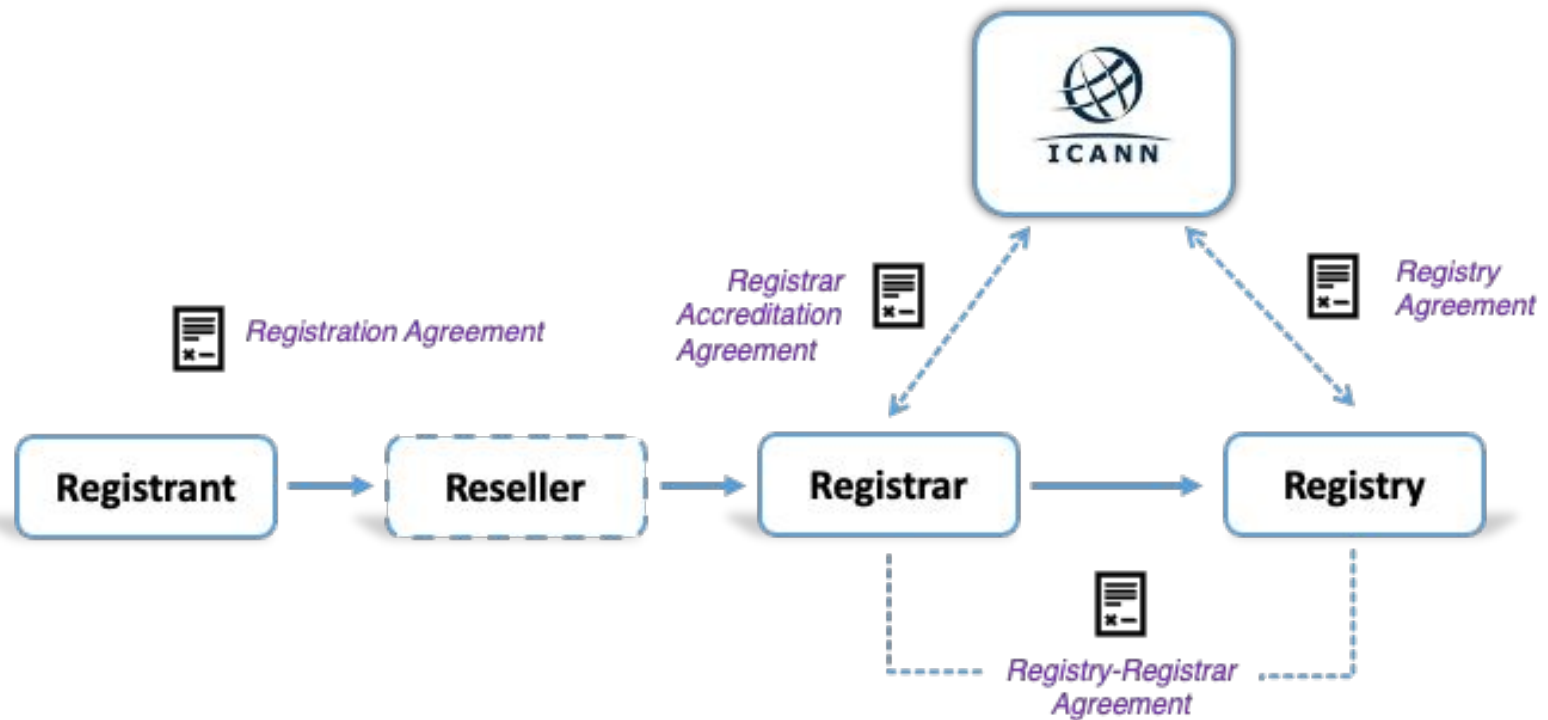 ICANN
Registrar
Accreditation
Agreement
Registry
Agreement
Registration Agreement
Registrant
Reseller
Registrar
Registry
Registry-Registrar
Agreement